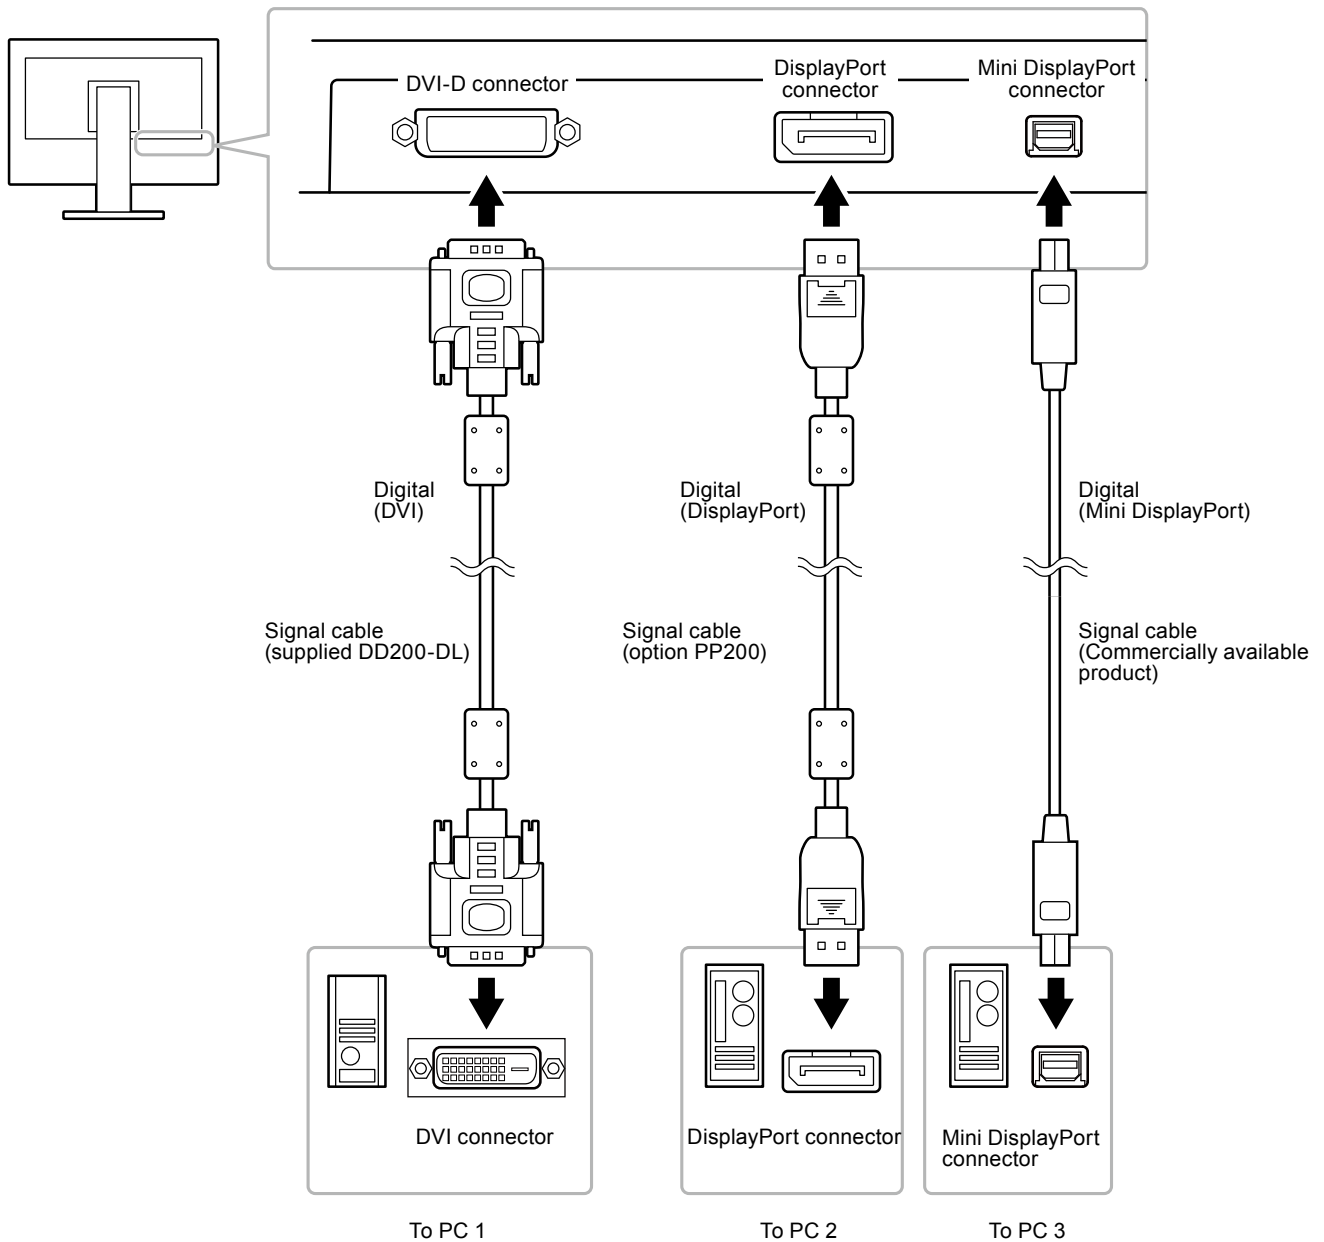 DVI-D connector
DisplayPort
connector
Mini DisplayPort
connector
Digital
(DVI)
Digital
(DisplayPort)
Digital
(Mini DisplayPort)
Signal cable
(supplied DD200-DL)
Signal cable
(option PP200)
Signal cable
(Commercially available
product)
DVI connector
DisplayPort connector
Mini DisplayPort
connector
To PC 1
To PC 2
To PC 3